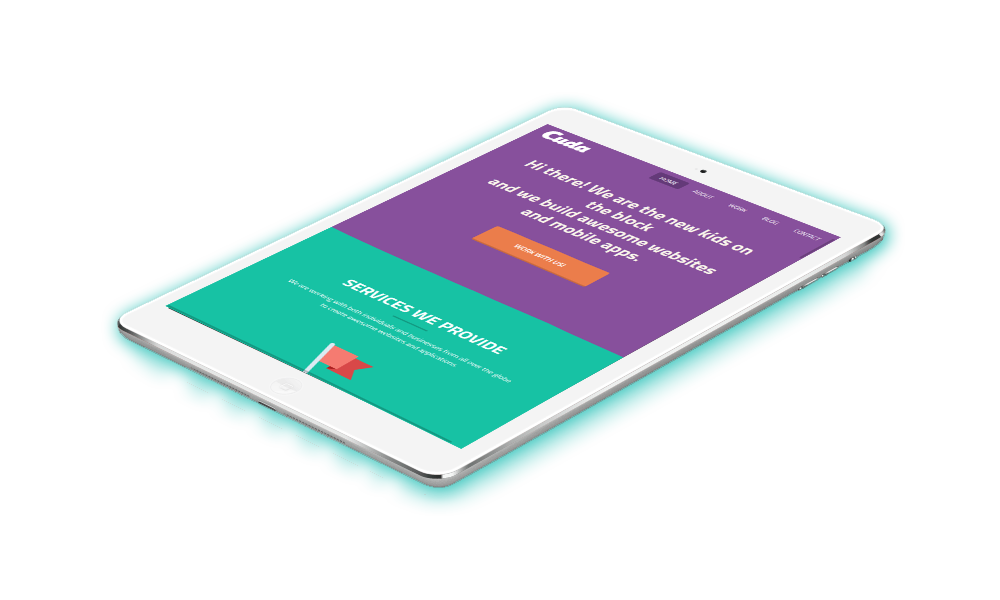 Cuda
HOME ABOUT WORK BLOG CONTACT
Hi there! We are the new kids on
the block
and we build awesome websites
and mobile apps.
WORK WITH US!
SERVICES WE PROVIDE
We are working with both individuals and businesses from all over the globe
to create awesome websites and applications.